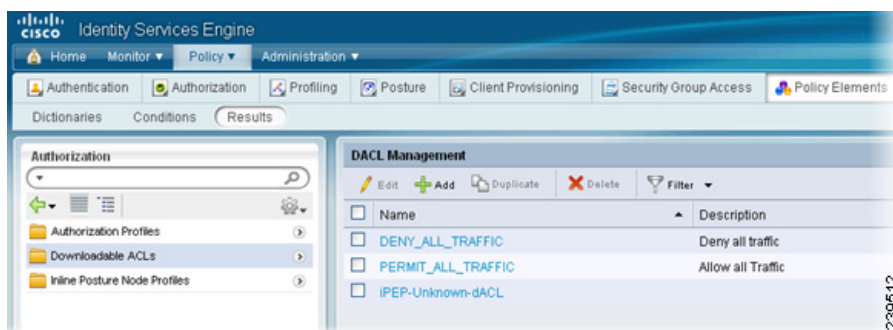 cisco Identity Services Engine
Home Monitor Policy Administration
Authentication Authorization Profiling Posture Client Provisioning Security Group Access Policy Elements
Dictionaries Conditions Results
Authorization
Authorization Profiles
Downloadable ACLs
Inline Posture Node Profiles
DACL Management
Edit Add Duplicate Delete Filter
Name Description
DENY_ALL_TRAFFIC Deny all traffic
PERMIT_ALL_TRAFFIC Allow all Traffic
iPEP-Unknown-dACL
239512